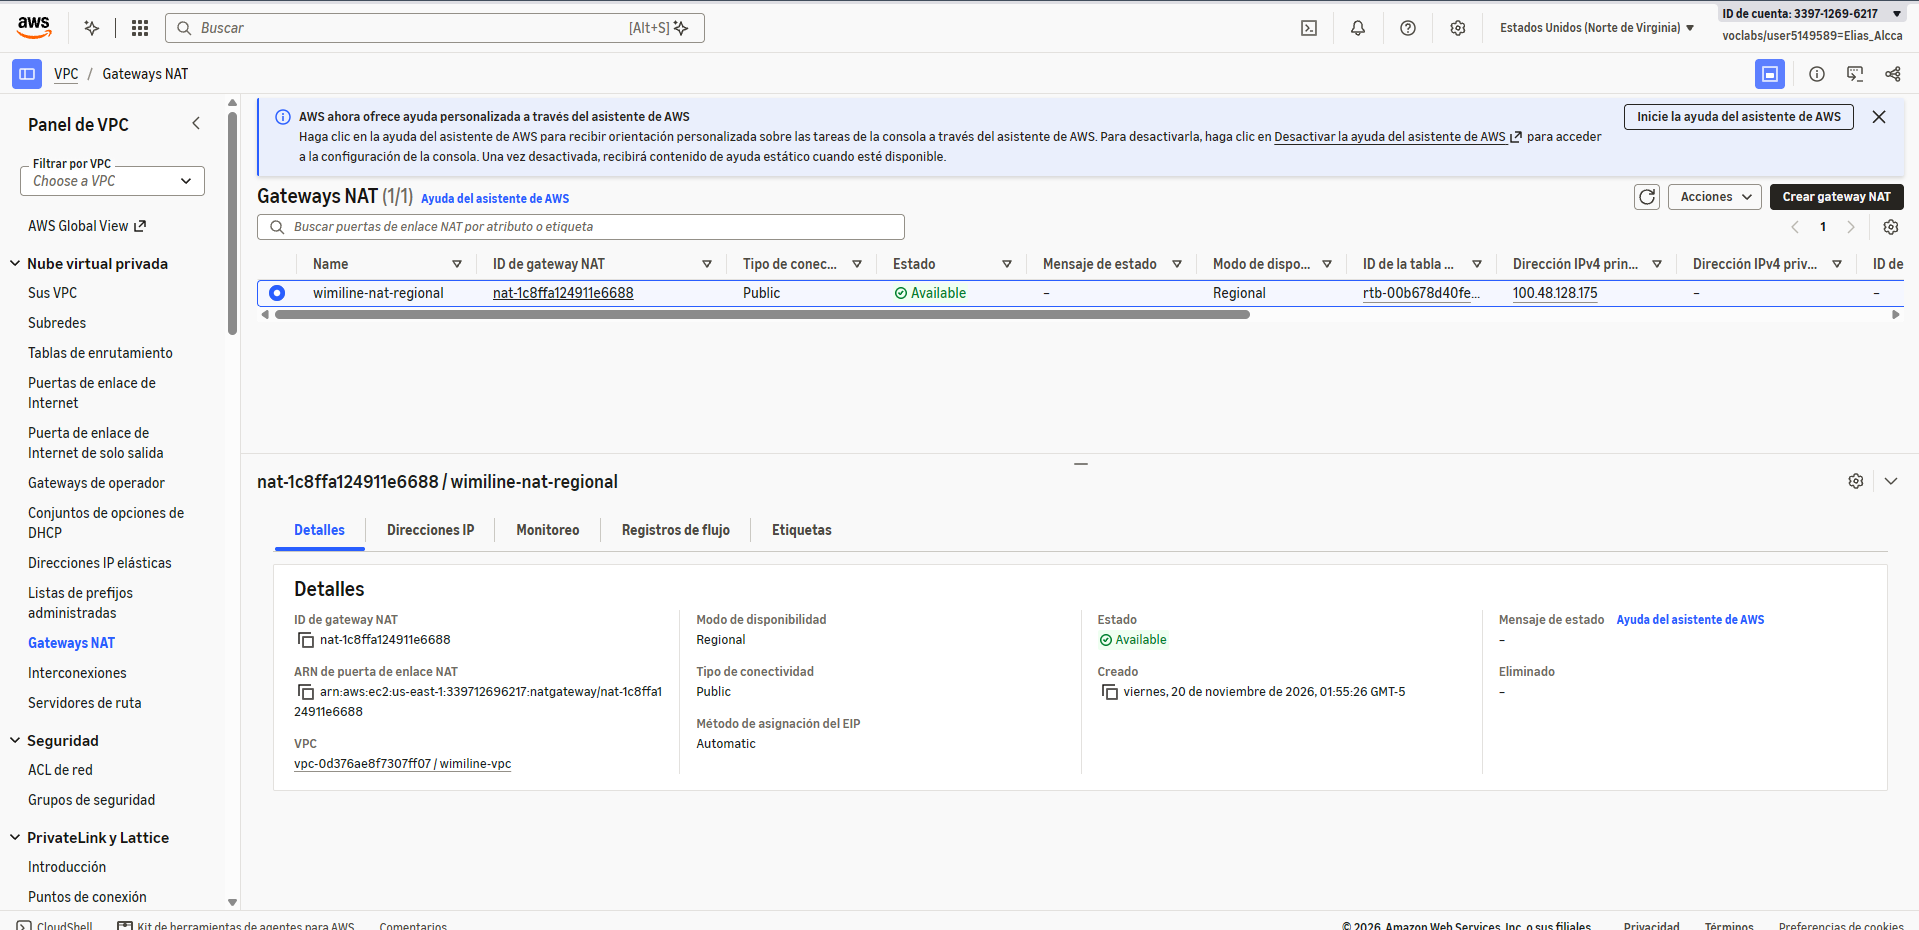 aws
Buscar [Alt+S]
Estados Unidos (Norte de Virginia)
ID de cuenta: 3397-1269-6217
voclabs/user5149589=Elias_Alcca
VPC / Gateways NAT
Panel de VPC
Filtrar por VPC
Choose a VPC
AWS Global View
Nube virtual privada
Sus VPC
Subredes
Tablas de enrutamiento
Puertas de enlace de
Internet
Puerta de enlace de
Internet de solo salida
Gateways de operador
Conjuntos de opciones de
DHCP
Direcciones IP elásticas
Listas de prefijos
administradas
Gateways NAT
Interconexiones
Servidores de ruta
Seguridad
ACL de red
Grupos de seguridad
PrivateLink y Lattice
Introducción
Puntos de conexión
AWS ahora ofrece ayuda personalizada a través del asistente de AWS
Haga clic en la ayuda del asistente de AWS para recibir orientación personalizada sobre las tareas de la consola a través del asistente de AWS. Para desactivarla, haga clic en Desactivar la ayuda del asistente de AWS para acceder
a la configuración de la consola. Una vez desactivada, recibirá contenido de ayuda estático cuando esté disponible.
Inicie la ayuda del asistente de AWS
Gateways NAT (1/1) Ayuda del asistente de AWS
Acciones
Crear gateway NAT
Buscar puertas de enlace NAT por atributo o etiqueta
1
Name ID de gateway NAT Tipo de conec... Estado Mensaje de estado Modo de dispo... ID de la tabla ... Dirección IPv4 prin... Dirección IPv4 priv... ID de
wimiline-nat-regional nat-1c8ffa124911e6688 Public Available – Regional rtb-00b678d40fe... 100.48.128.175 – –
nat-1c8ffa124911e6688 / wimiline-nat-regional
Detalles Direcciones IP Monitoreo Registros de flujo Etiquetas
Detalles
ID de gateway NAT
nat-1c8ffa124911e6688
ARN de puerta de enlace NAT
arn:aws:ec2:us-east-1:339712696217:natgateway/nat-1c8ffa1
24911e6688
VPC
vpc-0d376ae8f7307ff07 / wimiline-vpc
Modo de disponibilidad
Regional
Tipo de conectividad
Public
Método de asignación del EIP
Automatic
Estado
Available
Creado
viernes, 20 de noviembre de 2026, 01:55:26 GMT-5
Mensaje de estado Ayuda del asistente de AWS
–
Eliminado
–
CloudShell Kit de herramientas de agentes para AWS Comentarios
© 2026, Amazon Web Services, Inc. o sus filiales. Privacidad Términos Preferencias de cookies